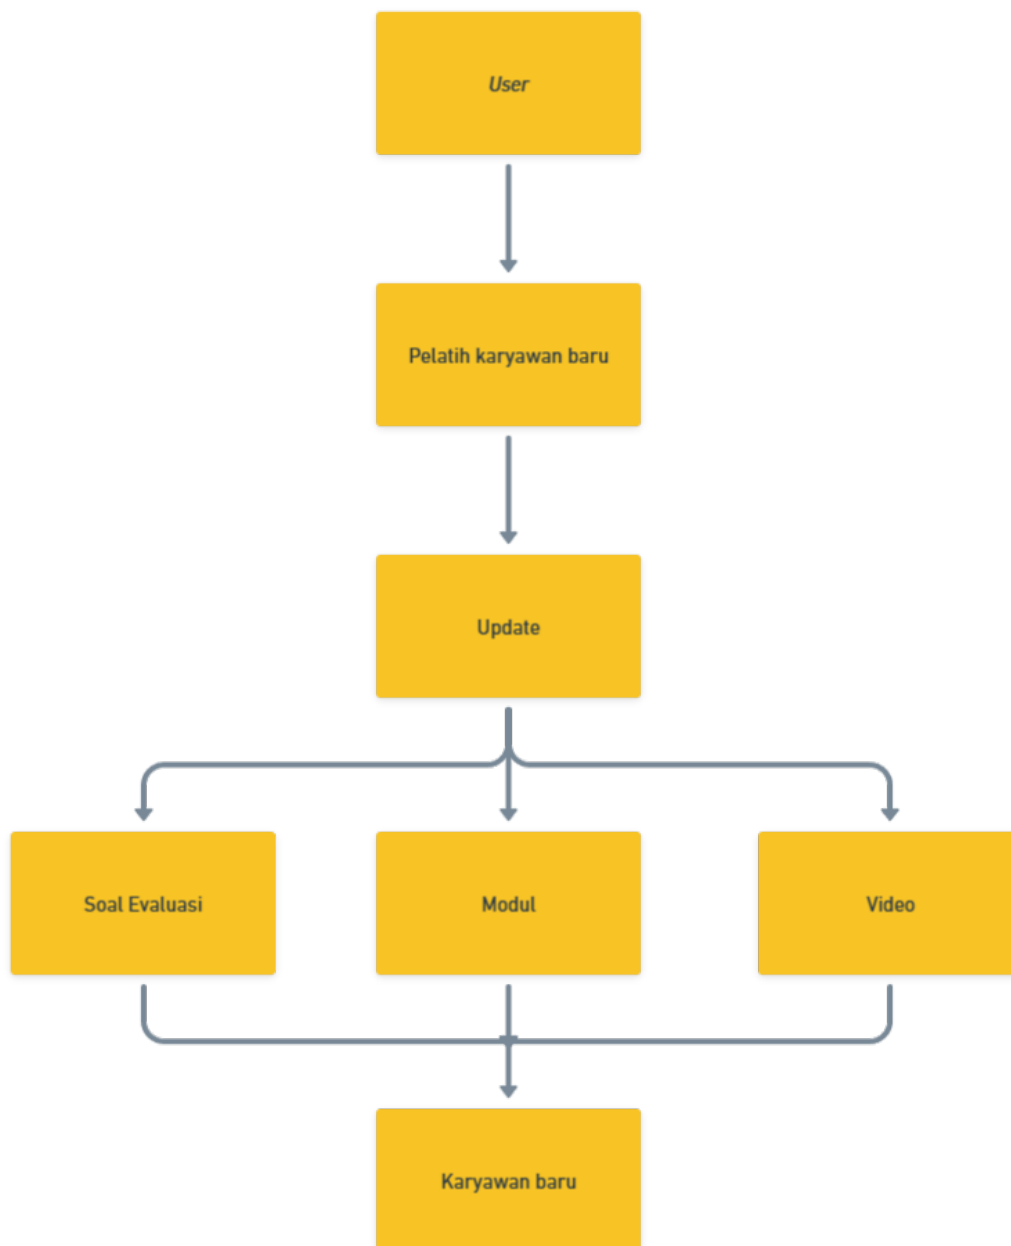 User
Pelatih karyawan baru
Update
Soal Evaluasi
Modul
Video
Karyawan baru